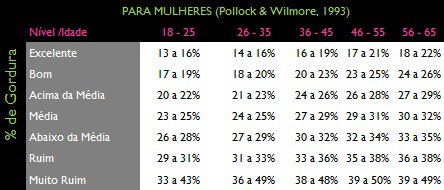 PARA MULHERES (Pollock & Wilmore, 1993)
Nível /Idade 18 - 25 26 - 35 36 - 45 46 - 55 56 - 65
% de Gordura
Excelente 13 a 16% 14 a 16% 16 a 19% 17 a 21% 18 a 22%
Bom 17 a 19% 18 a 20% 20 a 23% 23 a 25% 24 a 26%
Acima da Média 20 a 22% 21 a 23% 24 a 26% 26 a 28% 27 a 29%
Média 23 a 25% 24 a 25% 27 a 29% 29 a 31% 30 a 32%
Abaixo da Média 26 a 28% 27 a 29% 30 a 32% 32 a 34% 33 a 35%
Ruim 29 a 31% 31 a 33% 33 a 36% 35 a 38% 36 a 38%
Muito Ruim 33 a 43% 36 a 49% 38 a 48% 39 a 50% 39 a 49%